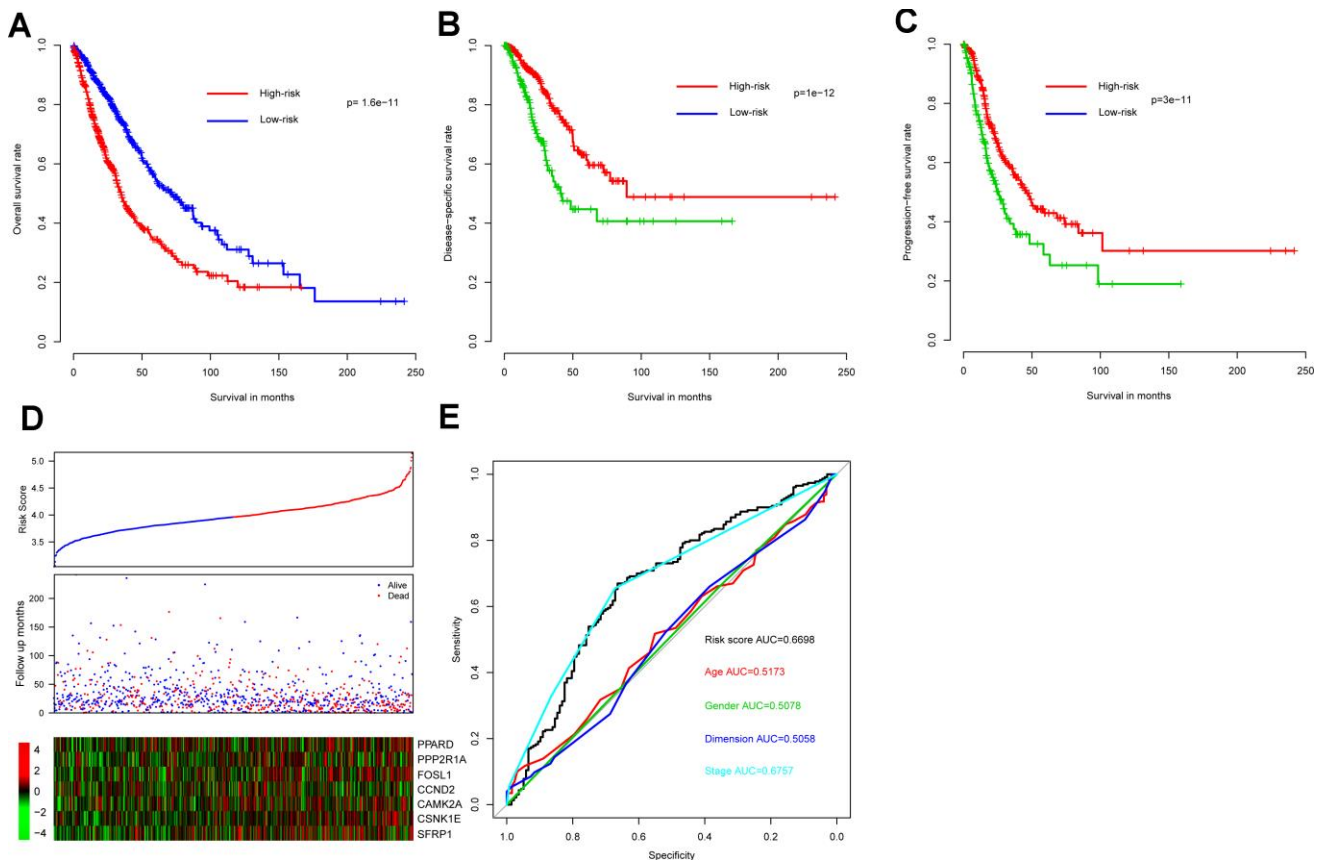 A
B
C
1.0
0.8
0.6
0.4
0.2
0.0
Overall survival rate
High-risk
Low-risk
p= 1.6e−11
0 50 100 150 200 250
Survival in months
1.0
0.8
0.6
0.4
0.2
0.0
Disease−specific survival rate
High-risk
Low-risk
p=1e−12
0 50 100 150 200 250
Survival in months
1.0
0.8
0.6
0.4
0.2
0.0
Progression−free survival rate
High-risk
Low-risk
p=3e−11
0 50 100 150 200 250
Survival in months
D
5.0
4.5
4.0
3.5
Risk Score
Alive
Dead
200
150
100
50
0
Follow up months
4
2
0
−2
−4
PPARD
PPP2R1A
FOSL1
CCND2
CAMK2A
CSNK1E
SFRP1
E
1.0
0.8
0.6
0.4
0.2
0.0
Sensitivity
Risk score AUC=0.6698
Age AUC=0.5173
Gender AUC=0.5078
Dimension AUC=0.5058
Stage AUC=0.6757
1.0 0.8 0.6 0.4 0.2 0.0
Specificity